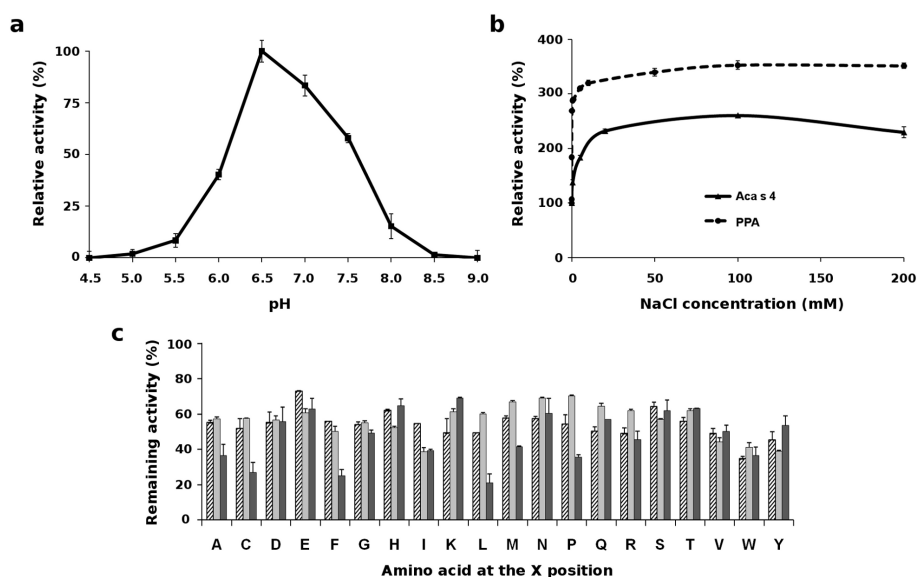 a
Relative activity (%)
100
75
50
25
0
4.5 5.0 5.5 6.0 6.5 7.0 7.5 8.0 8.5 9.0
pH
b
Relative activity (%)
400
300
200
100
0
Aca s 4
PPA
0 50 100 150 200
NaCl concentration (mM)
c
Remaining activity (%)
100
80
60
40
20
0
A C D E F G H I K L M N P Q R S T V W Y
Amino acid at the X position